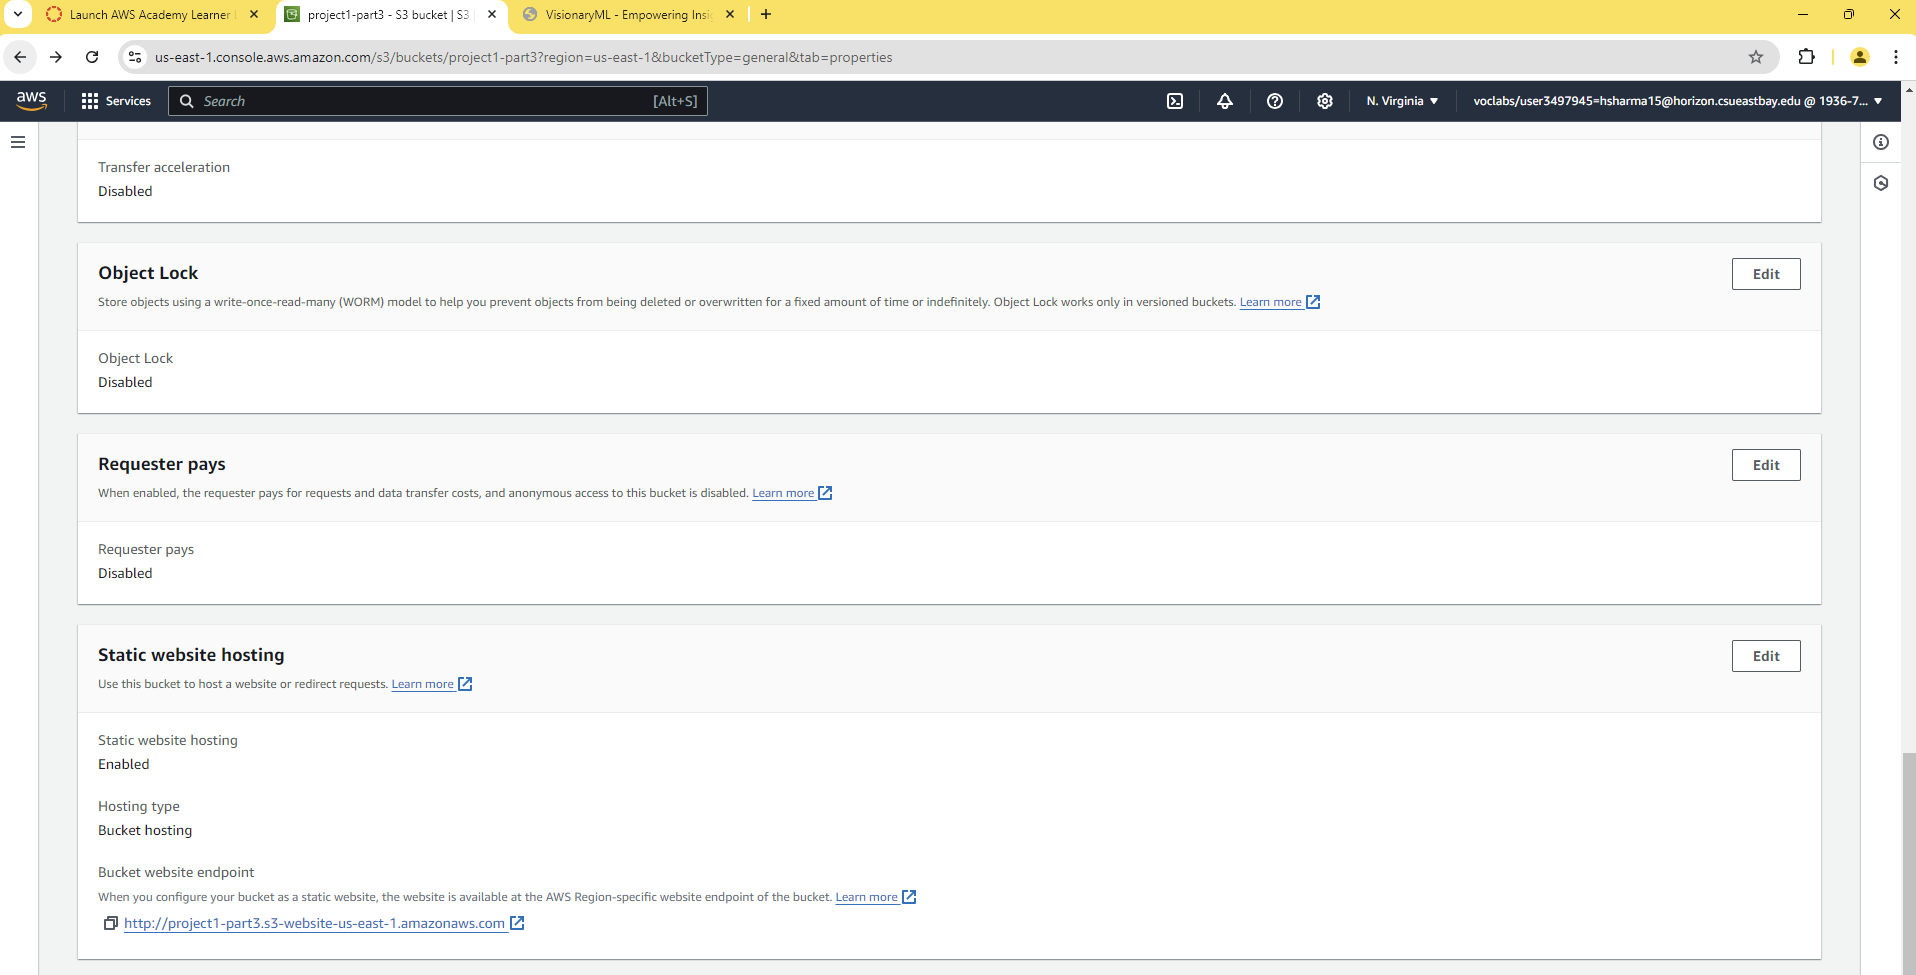 Launch AWS Academy Learner
project1-part3 - S3 bucket | S3
VisionaryML - Empowering Insi
us-east-1.console.aws.amazon.com/s3/buckets/project1-part3?region=us-east-1&bucketType=general&tab=properties
aws
Services
Search
[Alt+S]
N. Virginia
voclabs/user3497945=hsharma15@horizon.csueastbay.edu @ 1936-7...
Transfer acceleration
Disabled
Object Lock
Edit
Store objects using a write-once-read-many (WORM) model to help you prevent objects from being deleted or overwritten for a fixed amount of time or indefinitely. Object Lock works only in versioned buckets. Learn more
Object Lock
Disabled
Requester pays
Edit
When enabled, the requester pays for requests and data transfer costs, and anonymous access to this bucket is disabled. Learn more
Requester pays
Disabled
Static website hosting
Edit
Use this bucket to host a website or redirect requests. Learn more
Static website hosting
Enabled
Hosting type
Bucket hosting
Bucket website endpoint
When you configure your bucket as a static website, the website is available at the AWS Region-specific website endpoint of the bucket. Learn more
http://project1-part3.s3-website-us-east-1.amazonaws.com